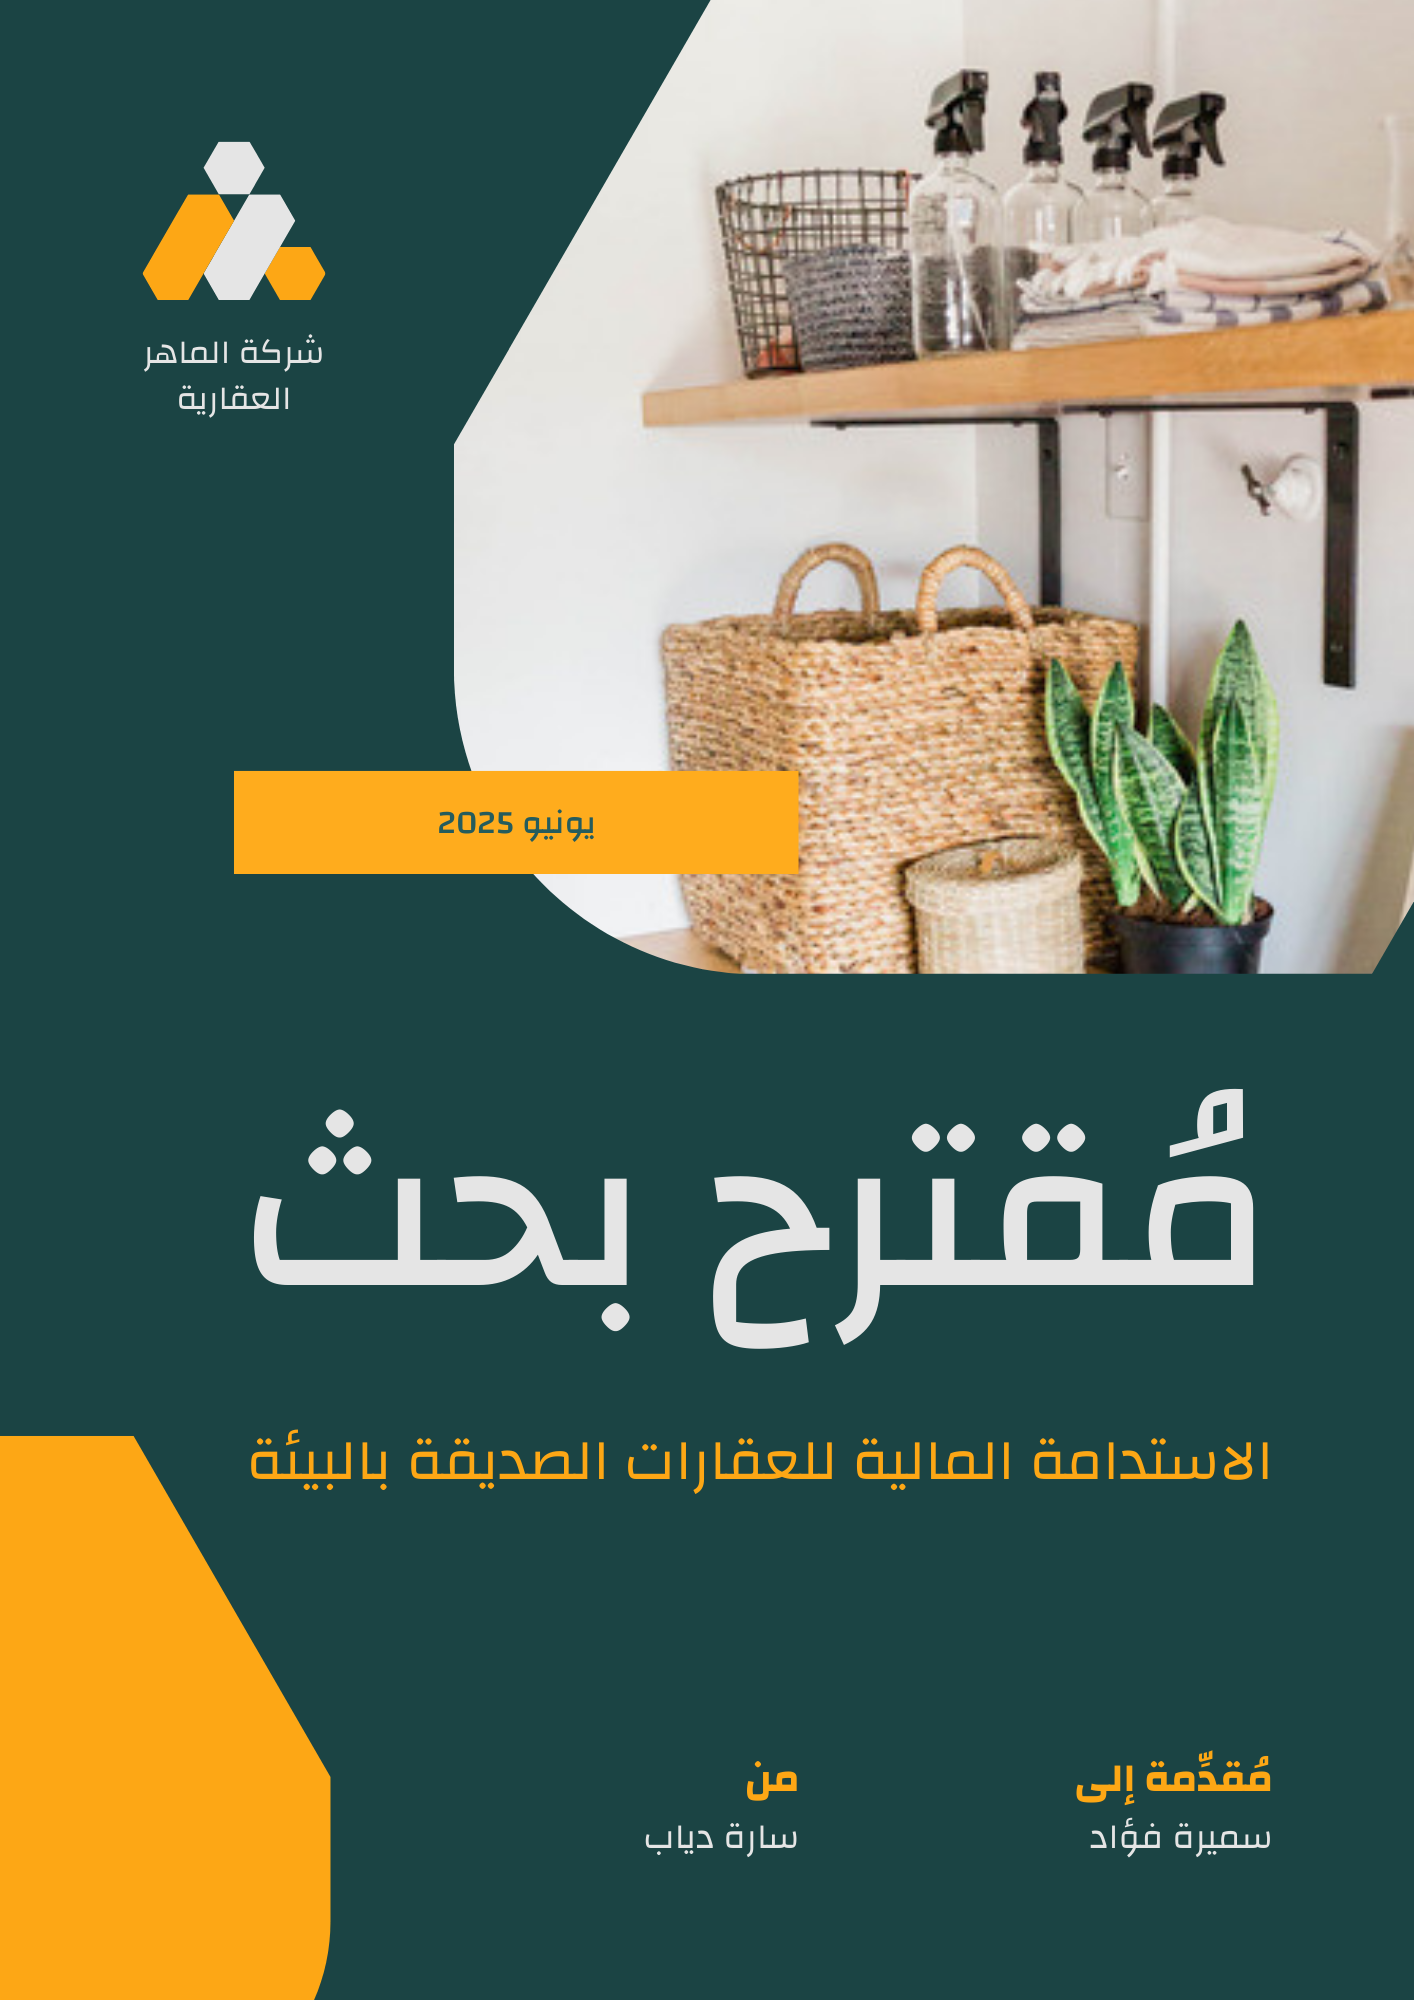 شركة الماهر
العقارية
يونيو 2025
مُقترح بحث
الاستدامة المالية للعقارات الصديقة بالبيئة
مُقدِّمة إلى
سميرة فؤاد
من
سارة دياب